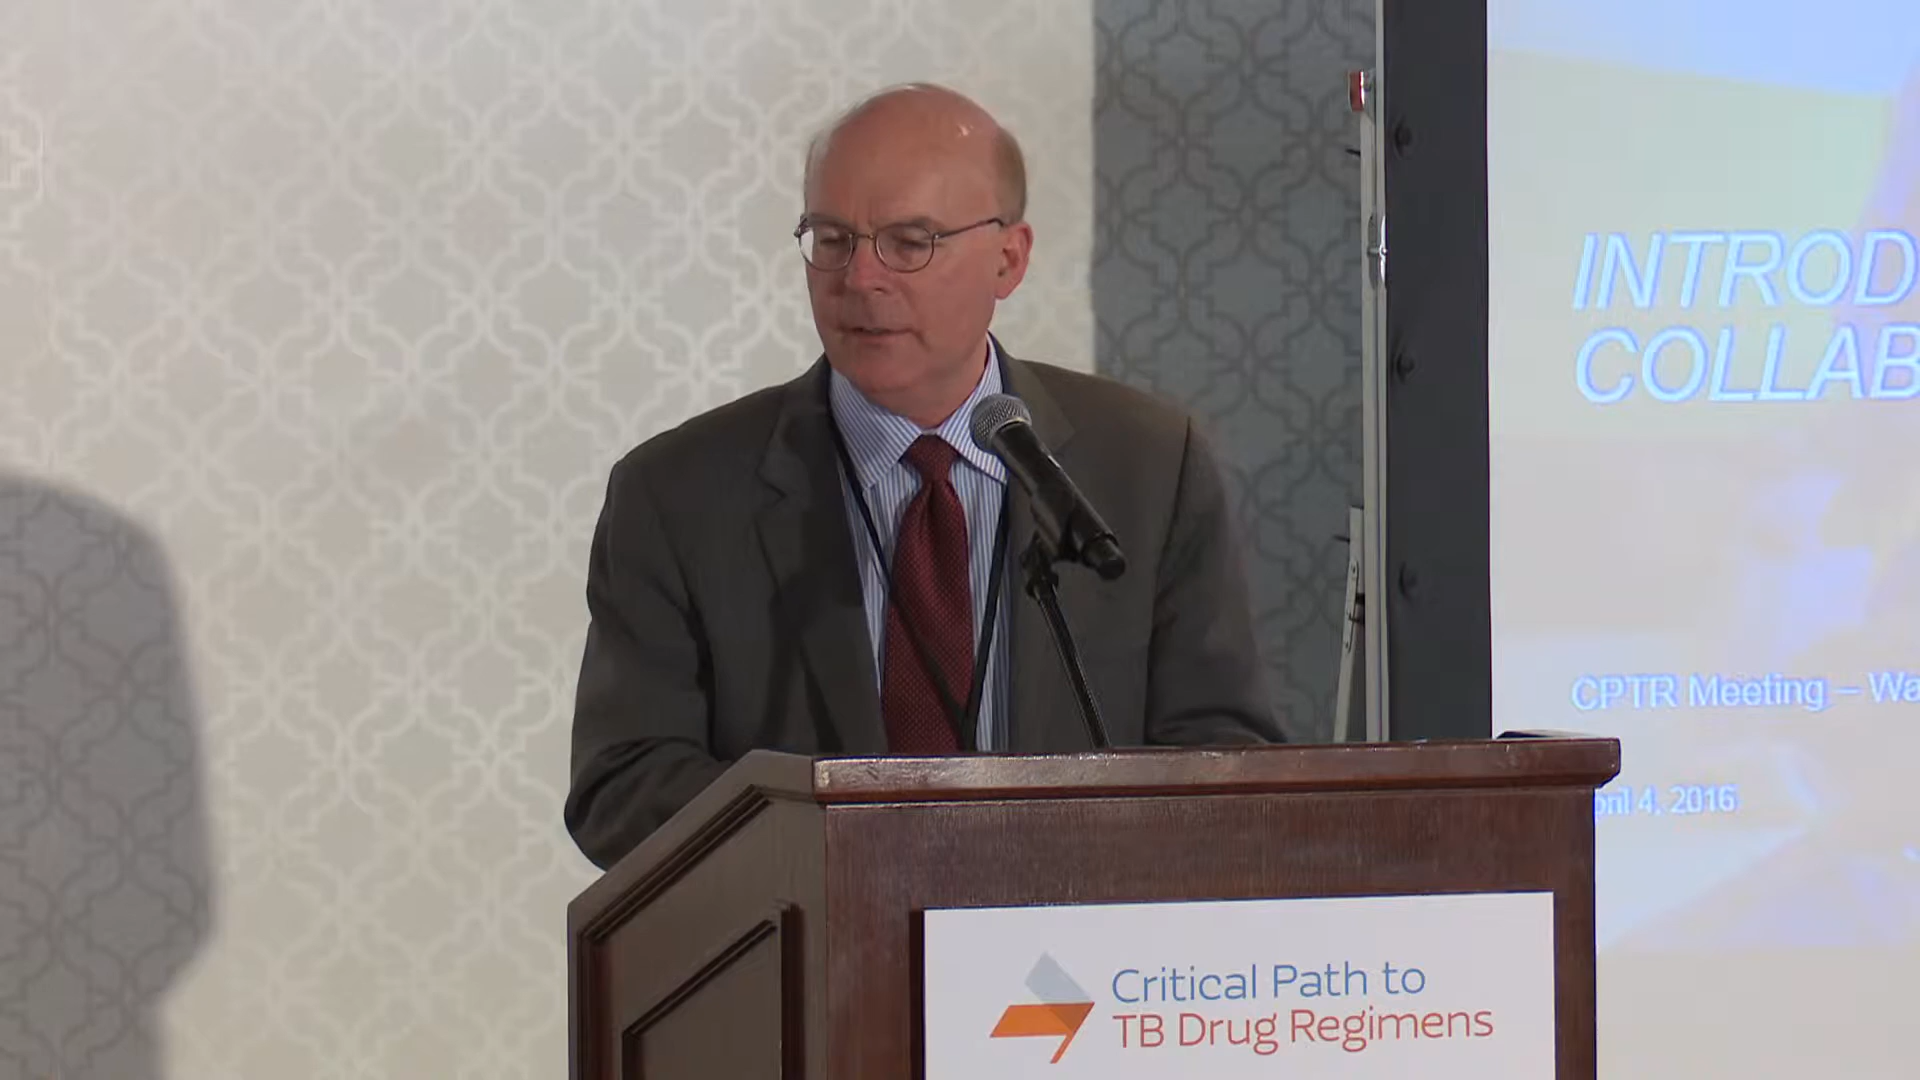 INTROD
COLLAB
CPTR Meeting – Wa
pril 4, 2016
Critical Path to
TB Drug Regimens